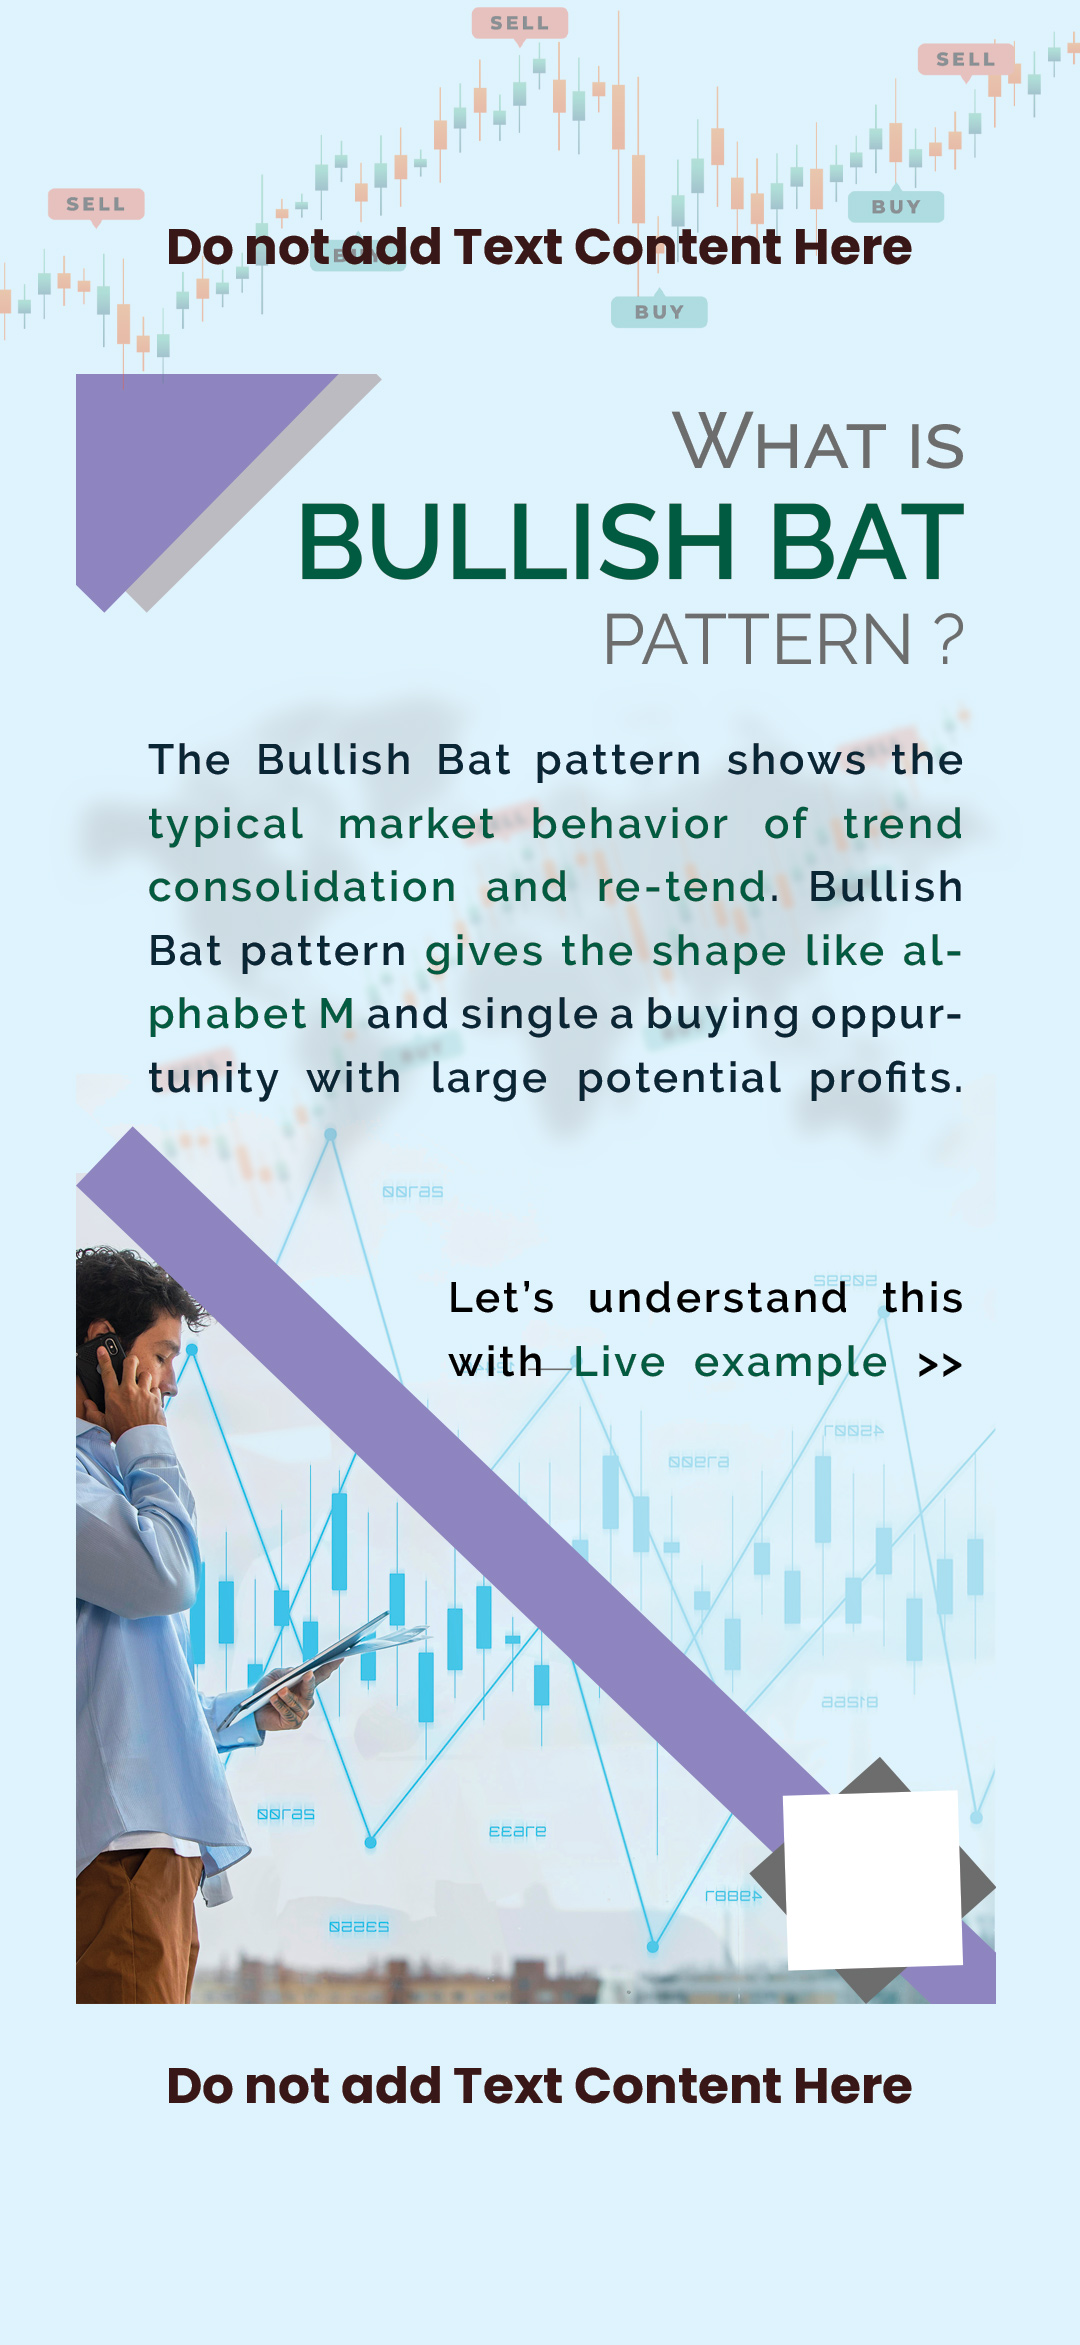 SELL
SELL
SELL
BUY
Do not add Text Content Here
BUY
BUY
What is
BULLISH BAT
PATTERN ?
The Bullish Bat pattern shows the
typical market behavior of trend
consolidation and re-tend. Bullish
Bat pattern gives the shape like al-
phabet M and single a buying oppur-
tunity with large potential profits.
Let's understand this
with Live example >>
Do not add Text Content Here